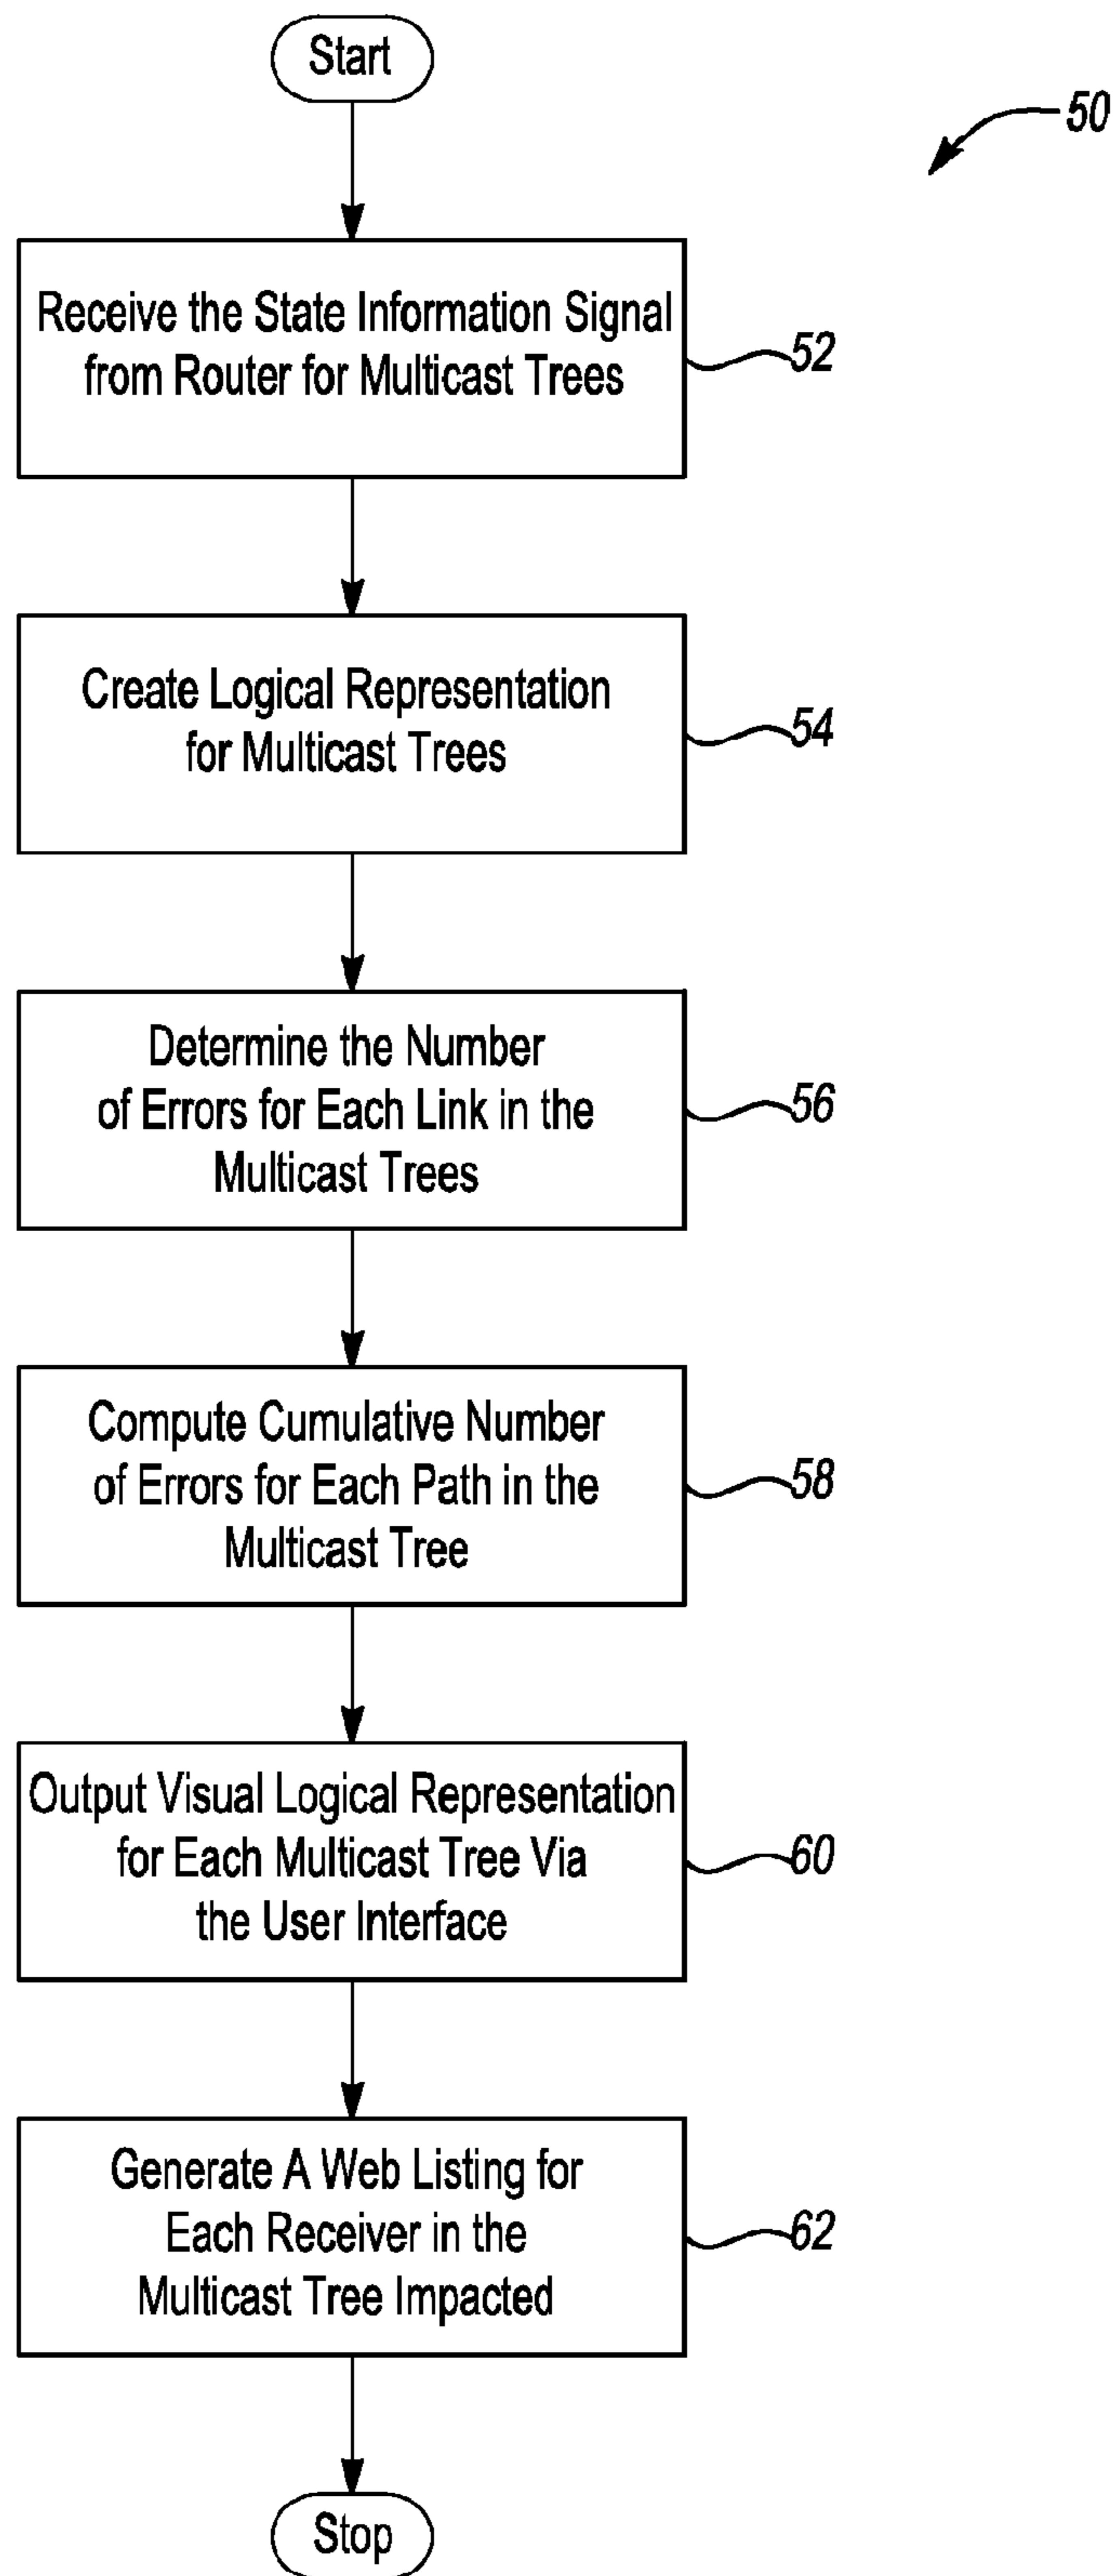 Start
50
Receive the State Information Signal
from Router for Multicast Trees
52
Create Logical Representation
for Multicast Trees
54
Determine the Number
of Errors for Each Link in the
Multicast Trees
56
Compute Cumulative Number
of Errors for Each Path in the
Multicast Tree
58
Output Visual Logical Representation
for Each Multicast Tree Via
the User Interface
60
Generate A Web Listing for
Each Receiver in the
Multicast Tree Impacted
62
Stop